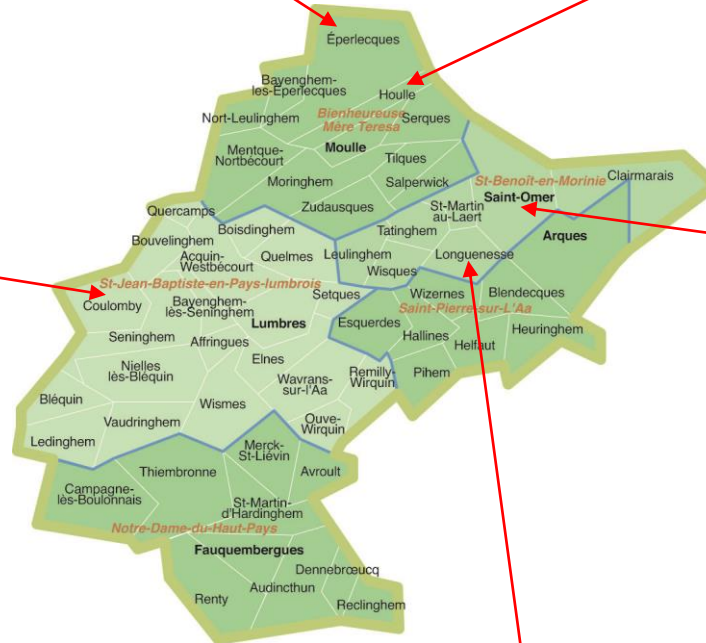 Éperlecques
Bayenghem-
les-Éperlecques
Houlle
Nort-Leulinghem
Bienheureuse
Mère Teresa
Serques
Moulle
Mentque-
Nortbécourt
Tilques
Moringhem
Salperwick
Zudausques
St-Benoît-en-Morinie
Clairmarais
Saint-Omer
St-Martin
au-Laert
Arques
Quercamps
Boisdinghem
Tatinghem
Bouvelinghem
Acquin-
Westbécourt
Quelmes
Leulinghem
Longuenesse
Wisques
St-Jean-Baptiste-en-Pays-lumbrois
Coulomby
Bayenghem-
lès-Seninghem
Setques
Wizernes
Blendecques
Saint-Pierre-sur-L'Aa
Lumbres
Esquerdes
Seninghem
Affringues
Hallines
Helfaut
Heuringhem
Nielles
lès-Bléquin
Elnes
Remilly-
Wirquin
Pihem
Wavrans-
sur-l'Aa
Bléquin
Wismes
Vaudringhem
Ouve-
Wirquin
Ledinghem
Merck-
St-Liévin
Thiembronne
Avroult
Campagne-
lès-Boulonnais
St-Martin-
d'Hardinghem
Notre-Dame-du-Haut-Pays
Fauquembergues
Dennebrœucq
Audincthun
Renty
Reclinghem